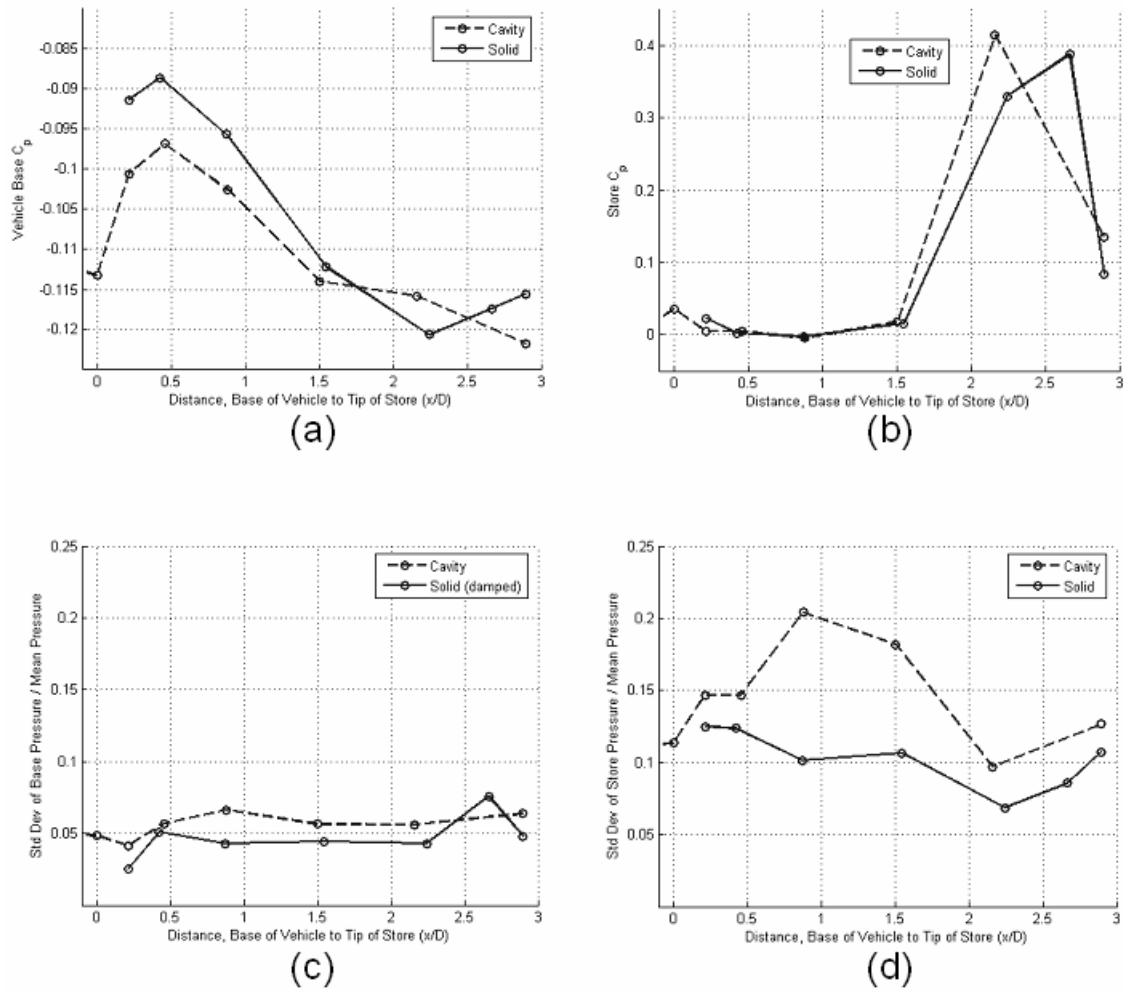 -0.085
-0.09
-0.095
-0.1
-0.105
-0.11
-0.115
-0.12
Vehicle Base Cp
Cavity
Solid
0 0.5 1 1.5 2 2.5 3
Distance, Base of Vehicle to Tip of Store (x/D)
(a)
0.4
0.3
0.2
0.1
0
Store Cp
Cavity
Solid
0 0.5 1 1.5 2 2.5 3
Distance, Base of Vehicle to Tip of Store (x/D)
(b)
0.25
0.2
0.15
0.1
0.05
Std Dev of Base Pressure / Mean Pressure
Cavity
Solid (damped)
0 0.5 1 1.5 2 2.5 3
Distance, Base of Vehicle to Tip of Store (x/D)
(c)
0.25
0.2
0.15
0.1
0.05
Std Dev of Store Pressure / Mean Pressure
Cavity
Solid
0 0.5 1 1.5 2 2.5 3
Distance, Base of Vehicle to Tip of Store (x/D)
(d)